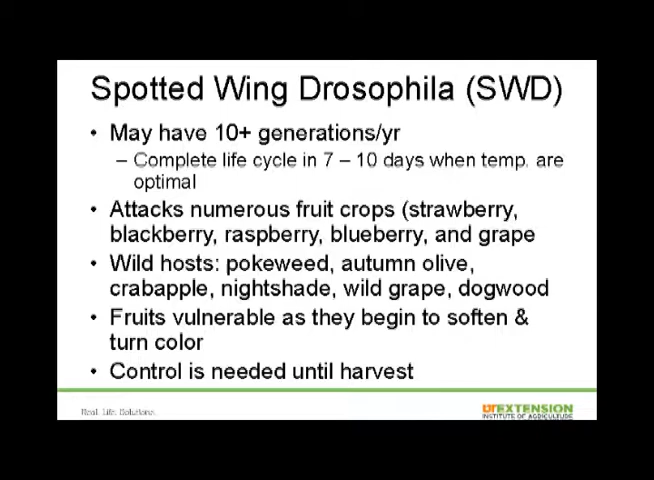 Spotted Wing Drosophila (SWD)
• May have 10+ generations/yr
– Complete life cycle in 7 – 10 days when temp. are
optimal
• Attacks numerous fruit crops (strawberry,
blackberry, raspberry, blueberry, and grape
• Wild hosts: pokeweed, autumn olive,
crabapple, nightshade, wild grape, dogwood
• Fruits vulnerable as they begin to soften &
turn color
• Control is needed until harvest
Real. Life. Solutions.
UTEXTENSION
INSTITUTE OF AGRICULTURE